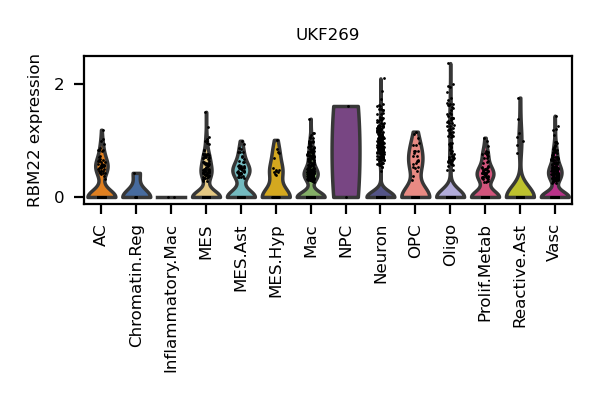 UKF269
RBM22 expression
2
0
AC
Chromatin.Reg
Inflammatory.Mac
MES
MES.Ast
MES.Hyp
Mac
NPC
Neuron
OPC
Oligo
Prolif.Metab
Reactive.Ast
Vasc